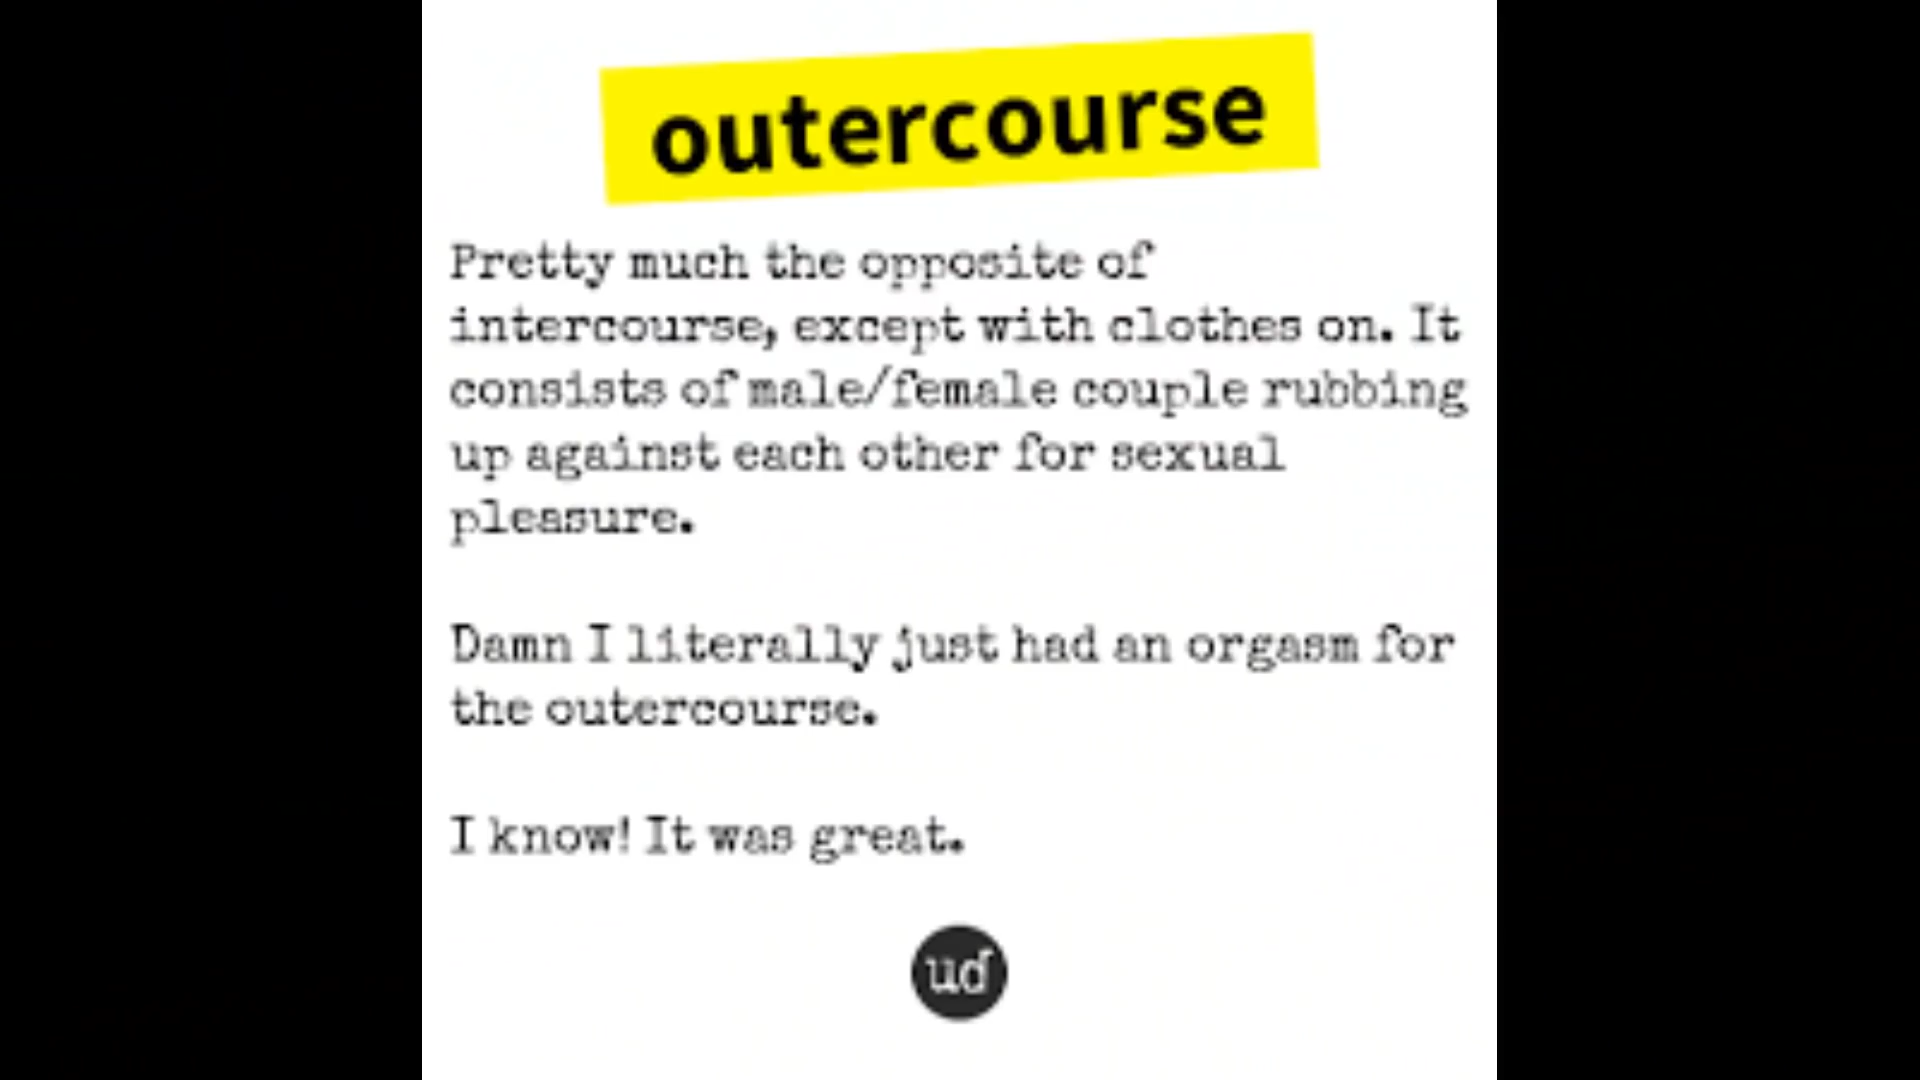 outercourse
Pretty much the opposite of
intercourse, except with clothes on. It
consists of male/female couple rubbing
up against each other for sexual
pleasure.
Damn I literally just had an orgasm for
the outercourse.
I know! It was great.
ud